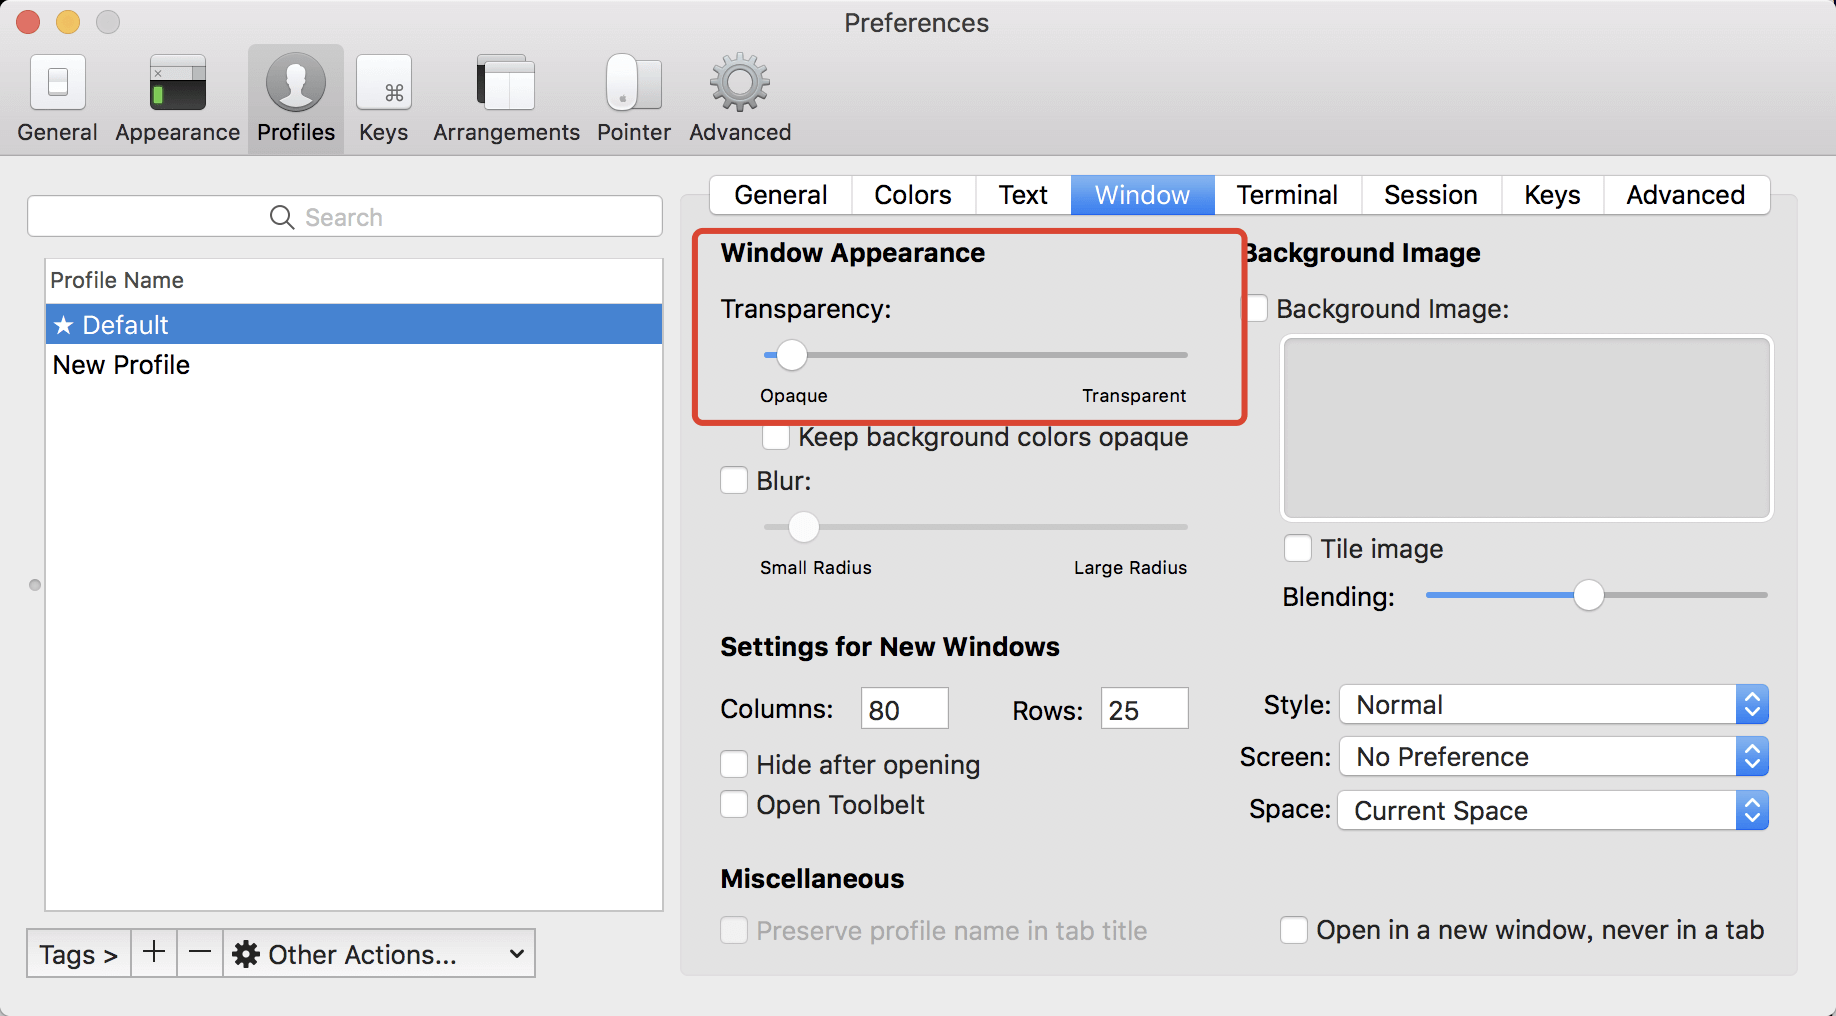 Preferences
General Appearance Profiles Keys Arrangements Pointer Advanced
Search
Profile Name
★ Default
New Profile
Tags > + — Other Actions...
General Colors Text Window Terminal Session Keys Advanced
Window Appearance
Transparency:
Opaque Transparent
Keep background colors opaque
Blur:
Small Radius Large Radius
Background Image
Background Image:
Tile image
Blending:
Settings for New Windows
Columns: 80 Rows: 25
Hide after opening
Open Toolbelt
Style: Normal
Screen: No Preference
Space: Current Space
Miscellaneous
Preserve profile name in tab title
Open in a new window, never in a tab